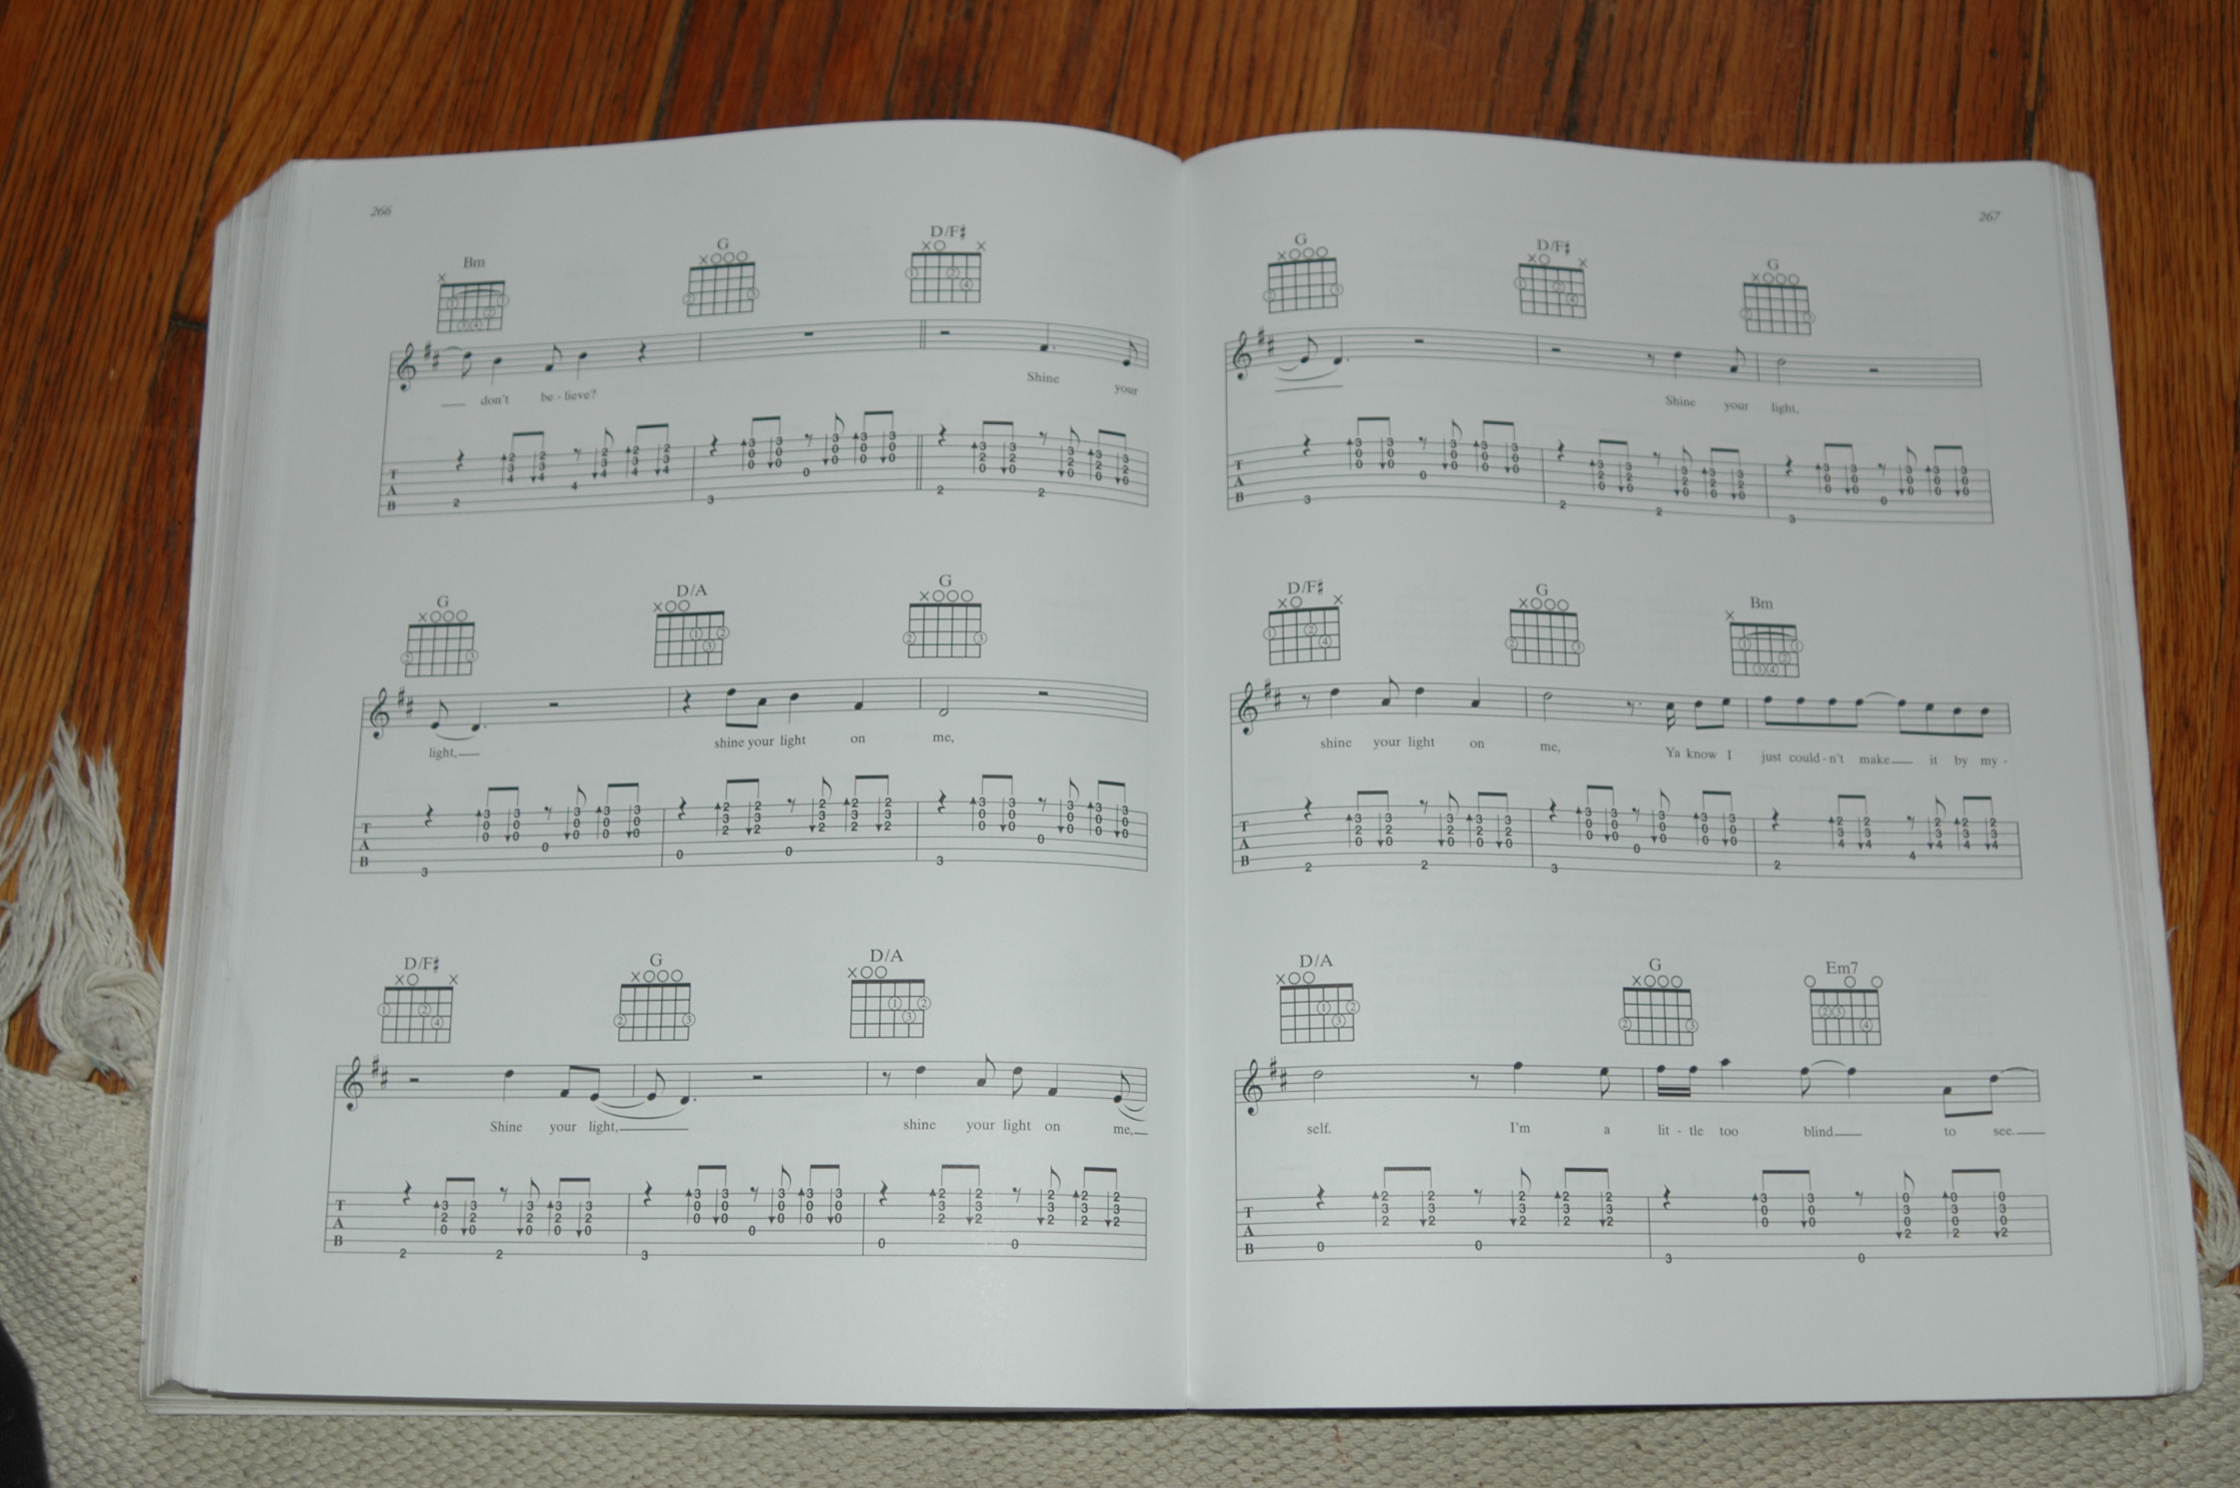 266
Bm G D/F♯
don't be - lieve? Shine your
T
A
B
G D/A G
light, shine your light on me,
T
A
B
D/F♯ G D/A
Shine your light, shine your light on me,
T
A
B
267
G D/F♯ G
Shine your light,
T
A
B
D/F♯ G Bm
shine your light on me, Ya know I just could - n't make it by my -
T
A
B
D/A G Em7
self. I'm a lit - tle too blind to see.
T
A
B